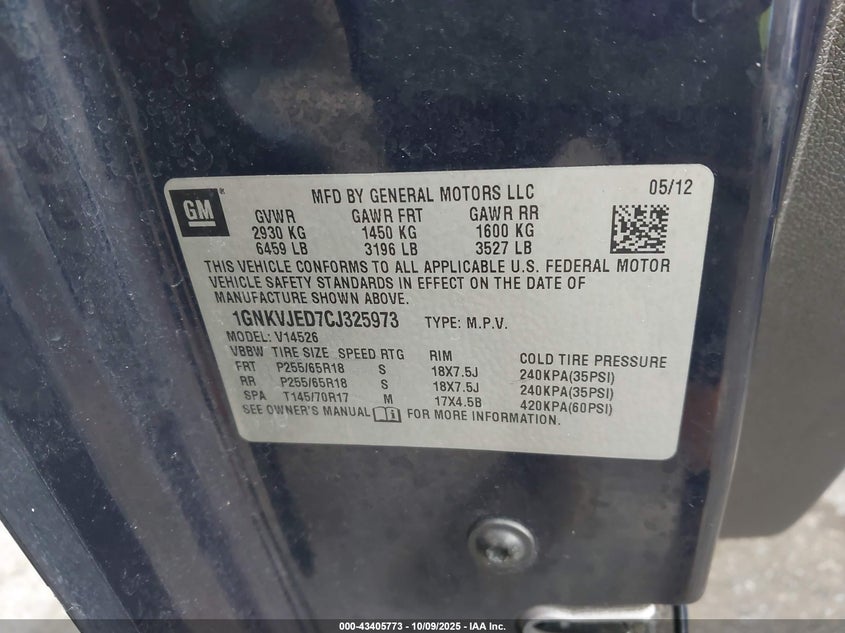 GM
MFD BY GENERAL MOTORS LLC 05/12
GVWR GAWR FRT GAWR RR
2930 KG 1450 KG 1600 KG
6459 LB 3196 LB 3527 LB
THIS VEHICLE CONFORMS TO ALL APPLICABLE U.S. FEDERAL MOTOR
VEHICLE SAFETY STANDARDS IN EFFECT ON THE DATE OF
MANUFACTURE SHOWN ABOVE.
1GNKVJED7CJ325973 TYPE: M.P.V.
MODEL: V14526
VBBW TIRE SIZE SPEED RTG RIM COLD TIRE PRESSURE
FRT P255/65R18 S 18X7.5J 240KPA(35PSI)
RR P255/65R18 S 18X7.5J 240KPA(35PSI)
SPA T145/70R17 M 17X4.5B 420KPA(60PSI)
SEE OWNER'S MANUAL FOR MORE INFORMATION.
000-43405773 - 10/09/2025 - IAA Inc.